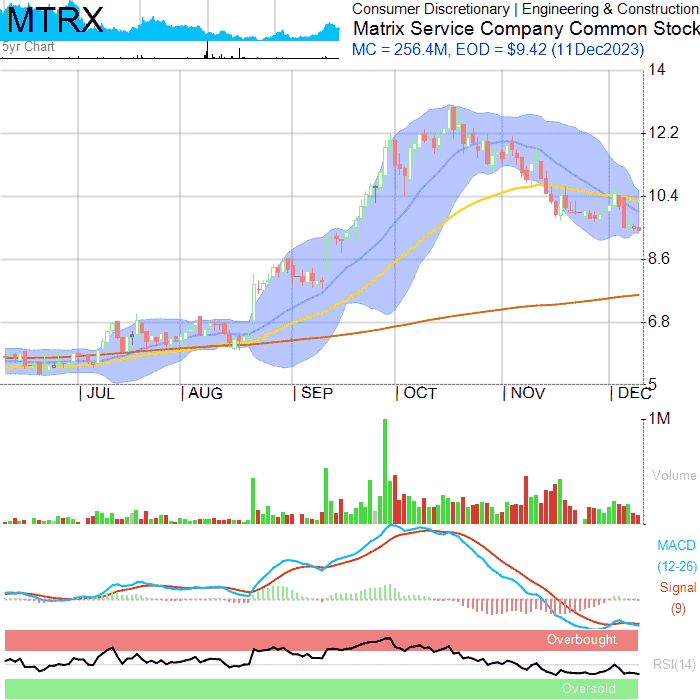 MTRX
5yr Chart
Consumer Discretionary | Engineering & Construction
Matrix Service Company Common Stock
MC = 256.4M, EOD = $9.42 (11Dec2023)
14
12.2
10.4
8.6
6.8
5
JUL AUG SEP OCT NOV DEC
1M
Volume
MACD
(12-26)
Signal
(9)
Overbought
RSI(14)
Oversold